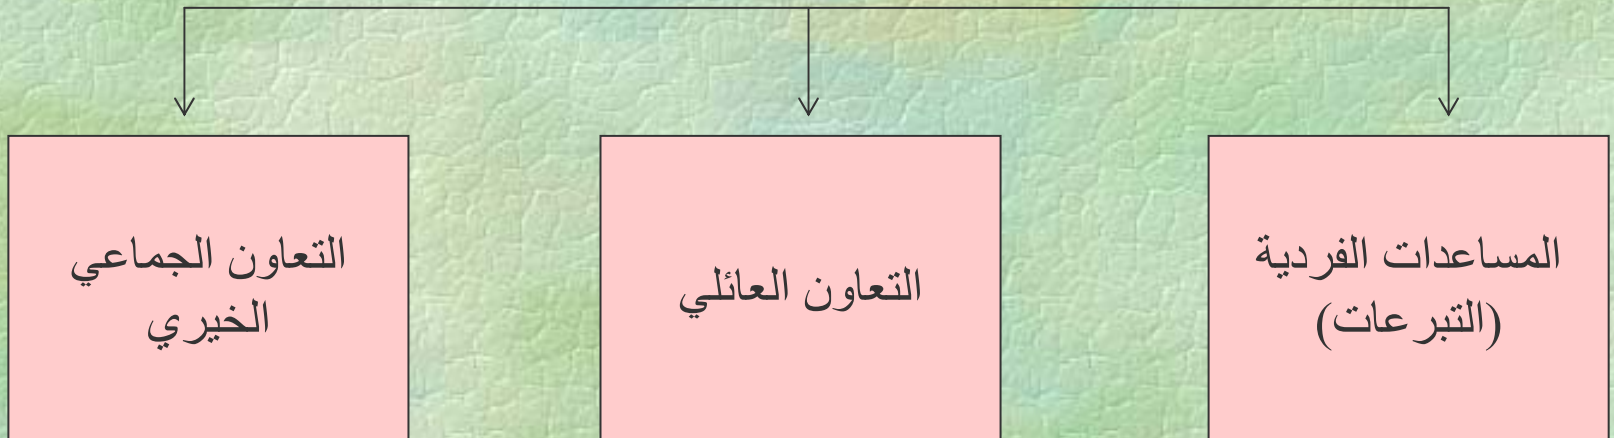 المساعدات الفردية
(التبرعات)
التعاون العائلي
التعاون الجماعي
الخيري